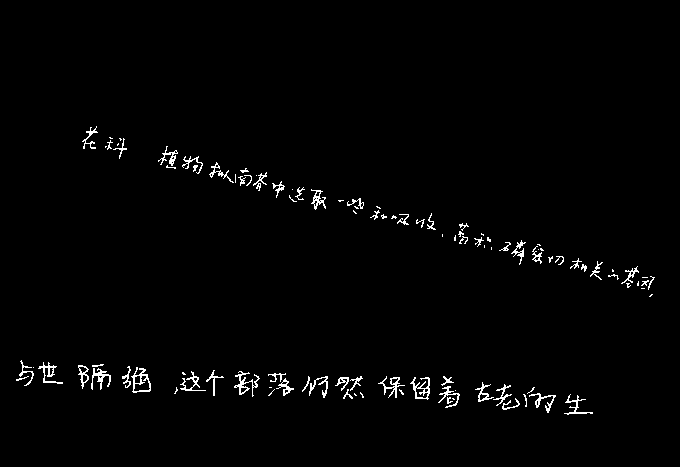 花科 植物拟南芥中选取一些和吸收、蓄积磷密切相关的基因,
与世隔绝,这个部落仍然保留着古老的生